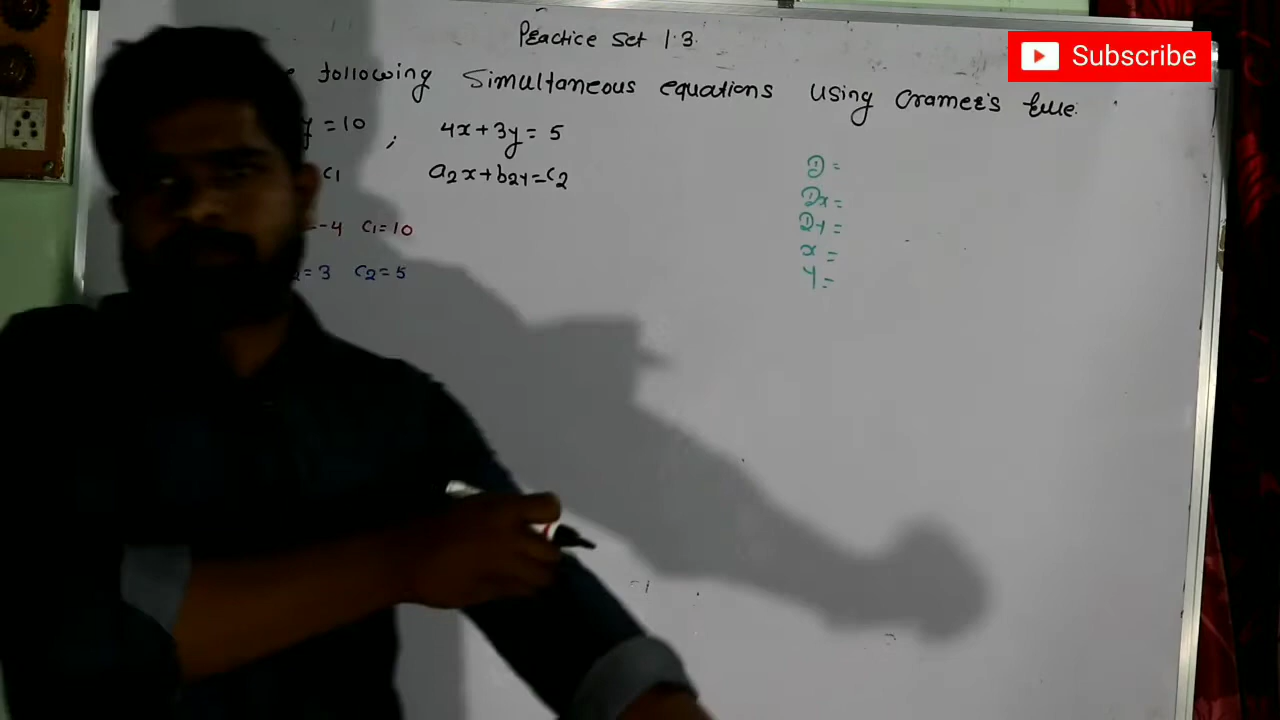 Practice Set 1.3
Subscribe
following Simultaneous equations using Cramer's rule.
y = 10 ; 4x + 3y = 5
c1 a2x + b2y = c2
-4 c1 = 10
= 3 c2 = 5
D =
Dx =
Dy =
x =
y =